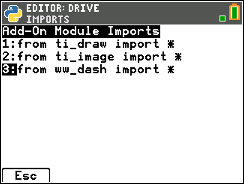 EDITOR: DRIVE
IMPORTS
Add-On Module Imports
1:from ti_draw import *
2:from ti_image import *
3:from ww_dash import *
Esc